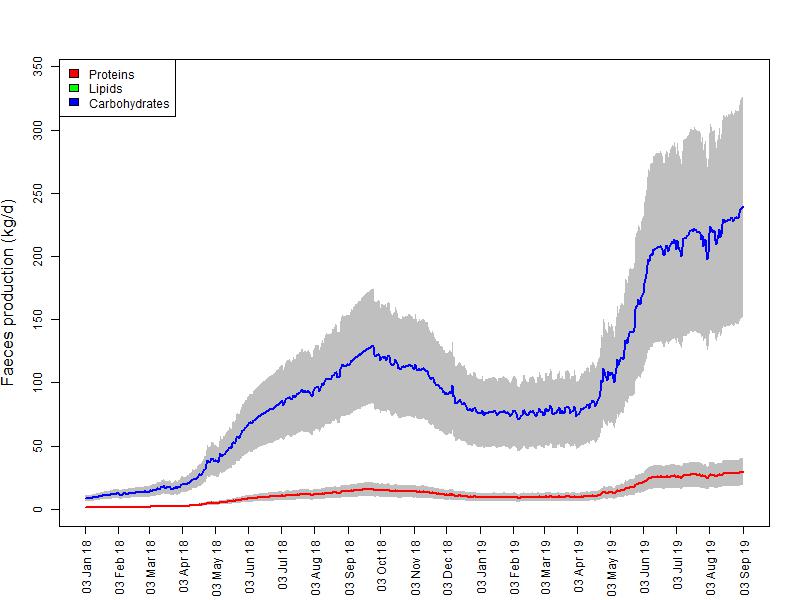 Proteins
Lipids
Carbohydrates
Faeces production (kg/d)
350
300
250
200
150
100
50
0
03 Jan 18
03 Feb 18
03 Mar 18
03 Apr 18
03 May 18
03 Jun 18
03 Jul 18
03 Aug 18
03 Sep 18
03 Oct 18
03 Nov 18
03 Dec 18
03 Jan 19
03 Feb 19
03 Mar 19
03 Apr 19
03 May 19
03 Jun 19
03 Jul 19
03 Aug 19
03 Sep 19